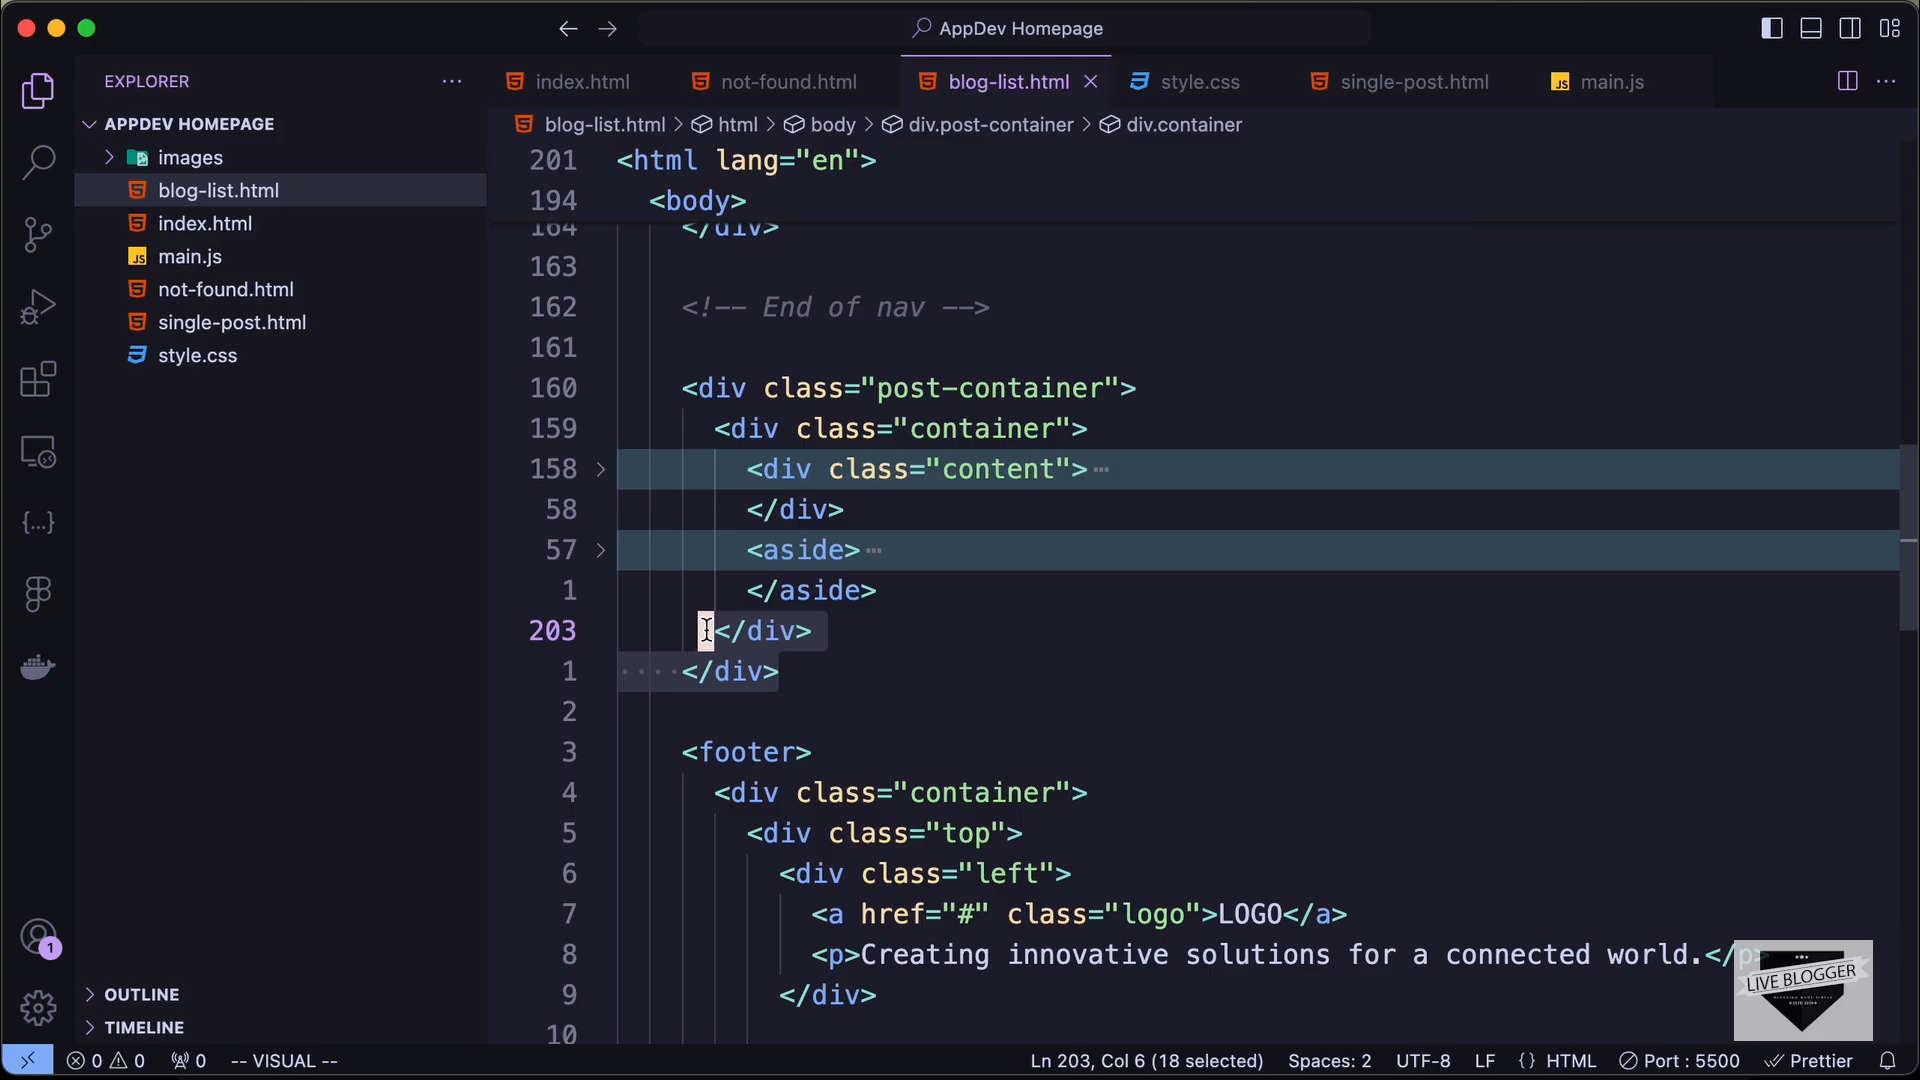 AppDev Homepage
EXPLORER
index.html not-found.html blog-list.html style.css single-post.html main.js
APPDEV HOMEPAGE
images
blog-list.html
index.html
main.js
not-found.html
single-post.html
style.css
OUTLINE
TIMELINE
blog-list.html > html > body > div.post-container > div.container
201 <html lang="en">
194 <body>
164 </div>
163
162 <!-- End of nav -->
161
160 <div class="post-container">
159 <div class="container">
158 <div class="content"> ···
58 </div>
57 <aside> ···
1 </aside>
203 </div>
1 ····</div>
2
3 <footer>
4 <div class="container">
5 <div class="top">
6 <div class="left">
7 <a href="#" class="logo">LOGO</a>
8 <p>Creating innovative solutions for a connected world.</p>
9 </div>
10
LIVE BLOGGER
1
0 0 0 -- VISUAL -- Ln 203, Col 6 (18 selected) Spaces: 2 UTF-8 LF {} HTML Port : 5500 Prettier